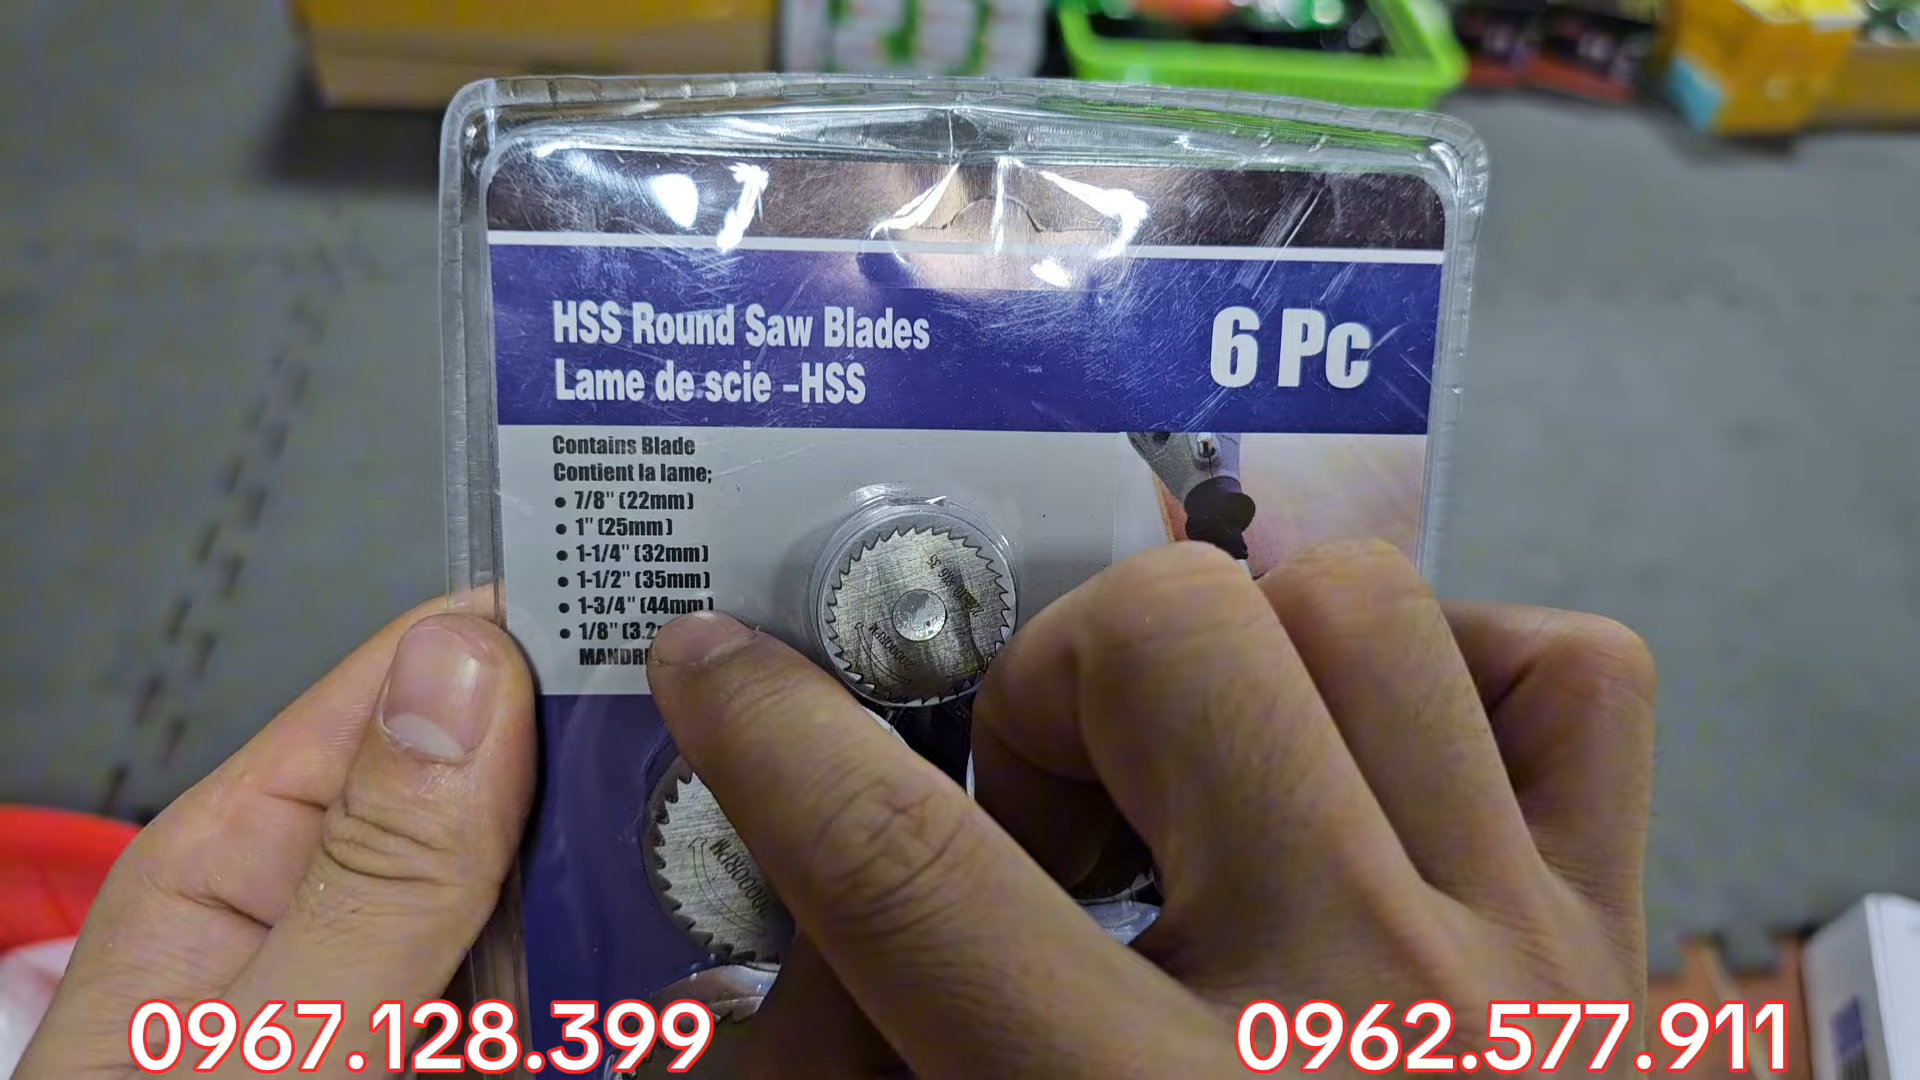 HSS Round Saw Blades
Lame de scie -HSS
6 Pc
Contains Blade
Contient la lame;
• 7/8" (22mm)
• 1" (25mm)
• 1-1/4" (32mm)
• 1-1/2" (35mm)
• 1-3/4" (44mm)
• 1/8" (3.2
0967.128.399
0962.577.911